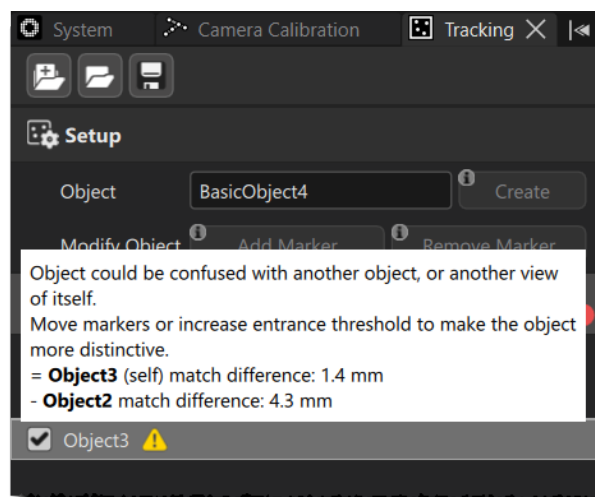 System
Camera Calibration
Tracking
Setup
Object
BasicObject4
Create
Modify Object
Add Marker
Remove Marker
Object could be confused with another object, or another view
of itself.
Move markers or increase entrance threshold to make the object
more distinctive.
= Object3 (self) match difference: 1.4 mm
- Object2 match difference: 4.3 mm
Object3